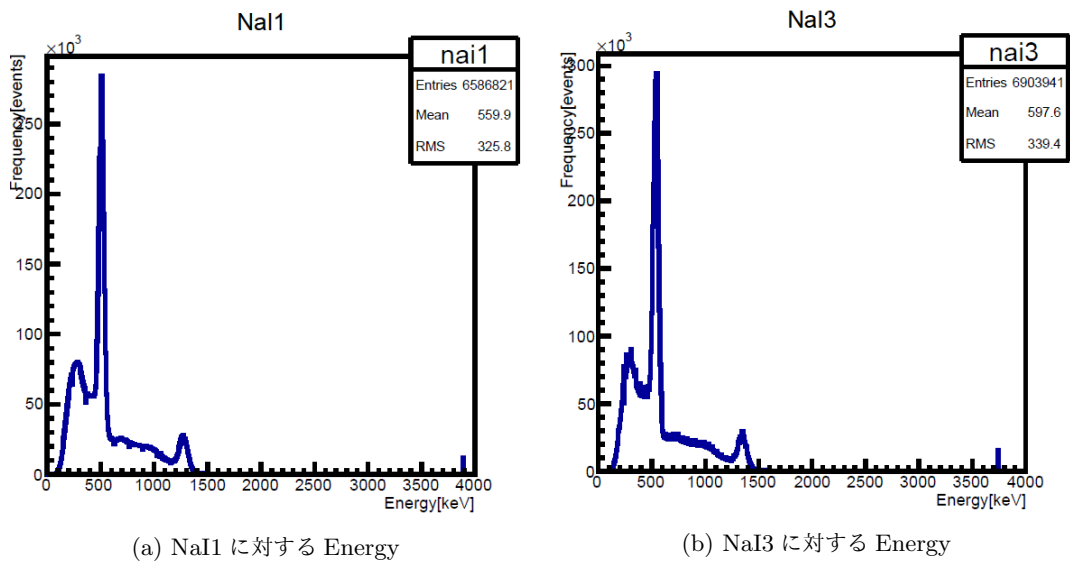 NaI1
×10³
Frequency[events]
nai1
Entries 6586821
Mean 559.9
RMS 325.8
250
200
150
100
50
0
0 500 1000 1500 2000 2500 3000 3500 4000
Energy[keV]
(a) NaI1 に対する Energy
NaI3
×10³
Frequency[events]
nai3
Entries 6903941
Mean 597.6
RMS 339.4
300
250
200
150
100
50
0
0 500 1000 1500 2000 2500 3000 3500 4000
Energy[keV]
(b) NaI3 に対する Energy